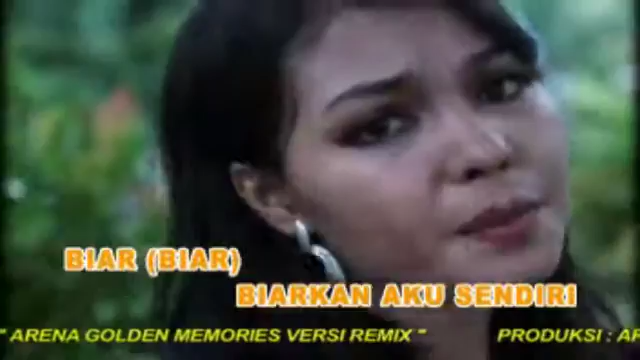 BIAR (BIAR)
BIARKAN AKU SENDIRI
" ARENA GOLDEN MEMORIES VERSI REMIX " PRODUKSI :